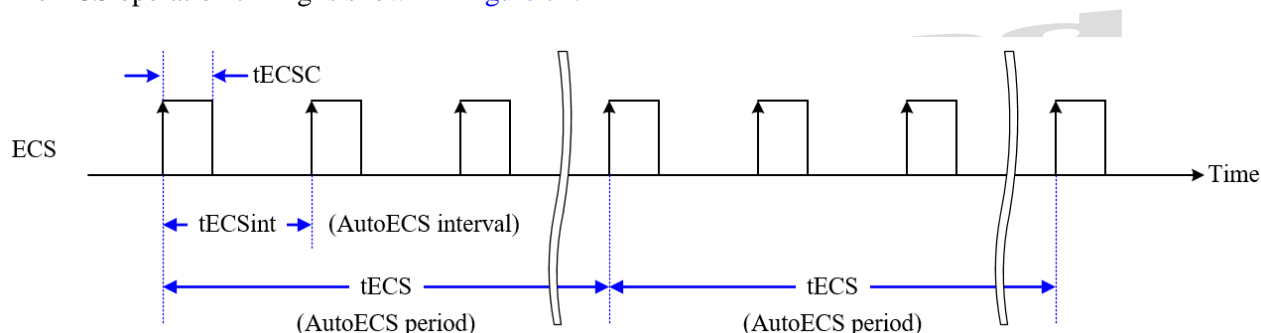 tECSC
ECS
Time
tECSint (AutoECS interval)
tECS tECS
(AutoECS period) (AutoECS period)